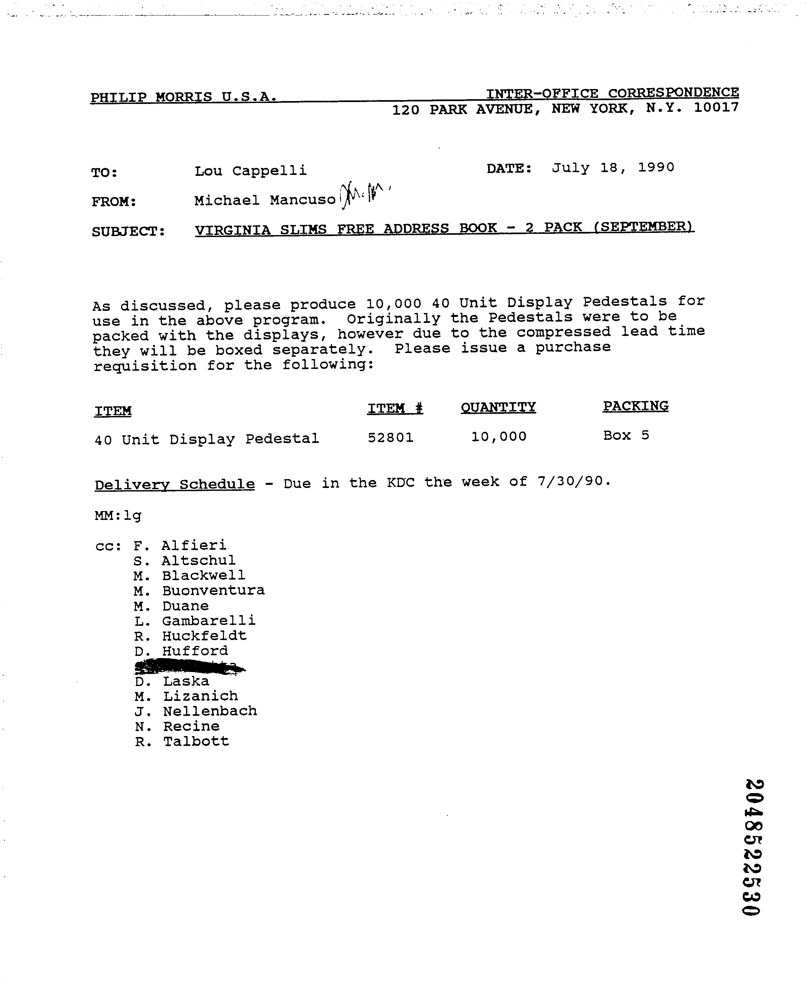 PHILIP MORRIS U.S.A. INTER-OFFICE CORRESPONDENCE
120 PARK AVENUE, NEW YORK, N.Y. 10017
TO: Lou Cappelli DATE: July 18, 1990
FROM: Michael Mancuso
SUBJECT: VIRGINIA SLIMS FREE ADDRESS BOOK - 2 PACK (SEPTEMBER)
As discussed, please produce 10,000 40 Unit Display Pedestals for
use in the above program. Originally the Pedestals were to be
packed with the displays, however due to the compressed lead time
they will be boxed separately. Please issue a purchase
requisition for the following:
ITEM ITEM # QUANTITY PACKING
40 Unit Display Pedestal 52801 10,000 Box 5
Delivery Schedule - Due in the KDC the week of 7/30/90.
MM:lg
cc: F. Alfieri
S. Altschul
M. Blackwell
M. Buonventura
M. Duane
L. Gambarelli
R. Huckfeldt
D. Hufford
D. Laska
M. Lizanich
J. Nellenbach
N. Recine
R. Talbott
2048522530